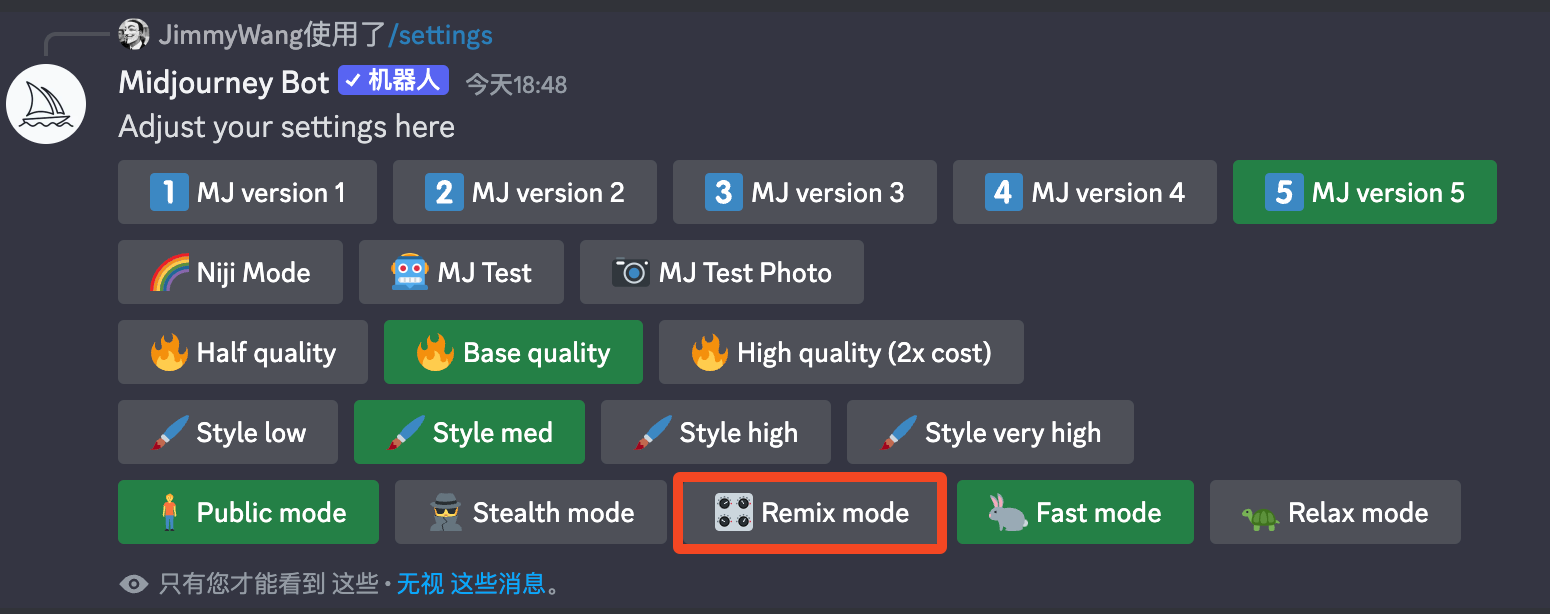 JimmyWang使用了/settings
Midjourney Bot ✓ 机器人 今天18:48
Adjust your settings here
1 MJ version 1 2 MJ version 2 3 MJ version 3 4 MJ version 4 5 MJ version 5
Niji Mode MJ Test MJ Test Photo
Half quality Base quality High quality (2x cost)
Style low Style med Style high Style very high
Public mode Stealth mode Remix mode Fast mode Relax mode
只有您才能看到 这些 • 无视 这些消息。